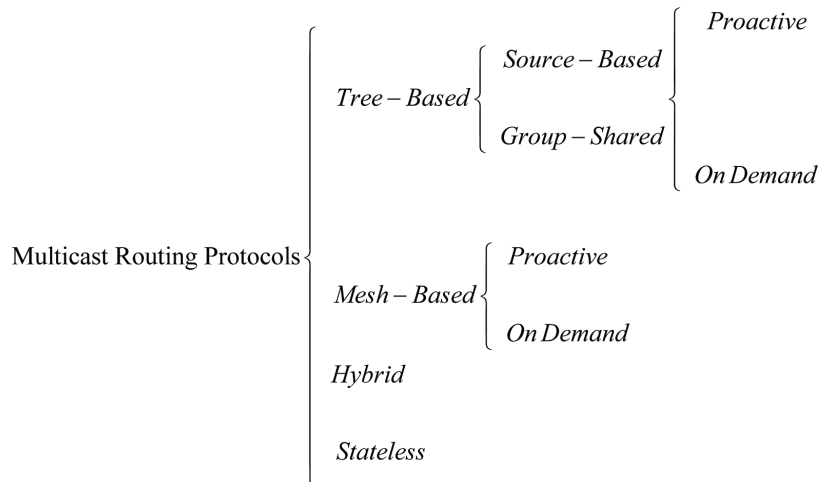 Proactive
Source – Based
Tree – Based
Group – Shared
On Demand
Multicast Routing Protocols
Proactive
Mesh – Based
On Demand
Hybrid
Stateless